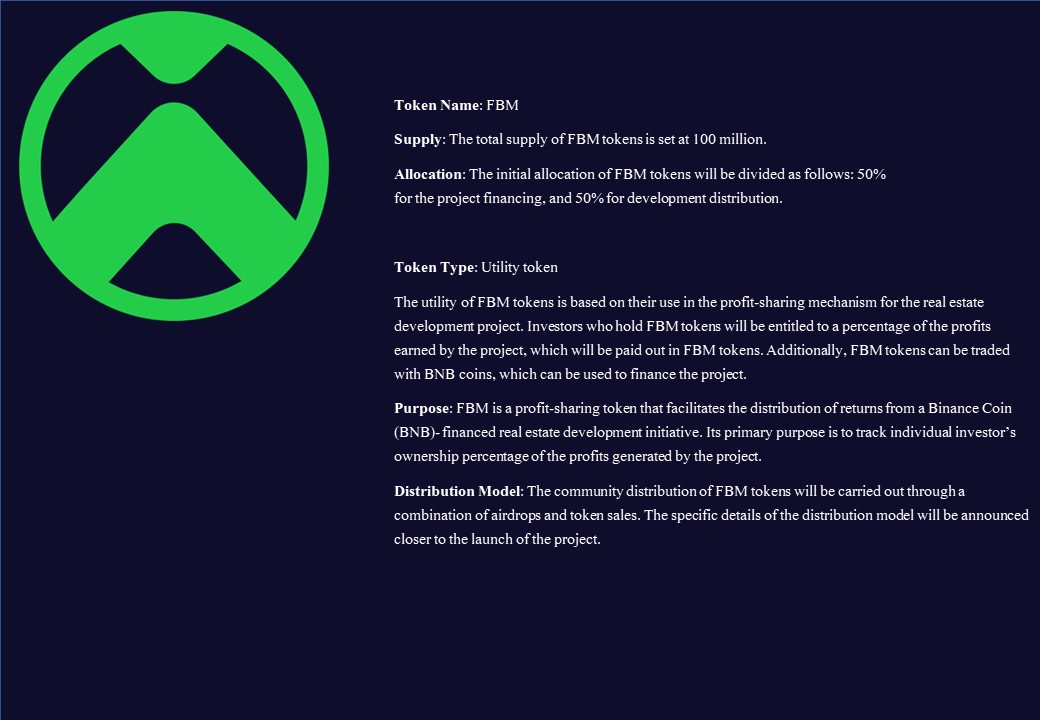 Token Name: FBM
Supply: The total supply of FBM tokens is set at 100 million.
Allocation: The initial allocation of FBM tokens will be divided as follows: 50%
for the project financing, and 50% for development distribution.
Token Type: Utility token
The utility of FBM tokens is based on their use in the profit-sharing mechanism for the real estate
development project. Investors who hold FBM tokens will be entitled to a percentage of the profits
earned by the project, which will be paid out in FBM tokens. Additionally, FBM tokens can be traded
with BNB coins, which can be used to finance the project.
Purpose: FBM is a profit-sharing token that facilitates the distribution of returns from a Binance Coin
(BNB)-financed real estate development initiative. Its primary purpose is to track individual investor’s
ownership percentage of the profits generated by the project.
Distribution Model: The community distribution of FBM tokens will be carried out through a
combination of airdrops and token sales. The specific details of the distribution model will be announced
closer to the launch of the project.